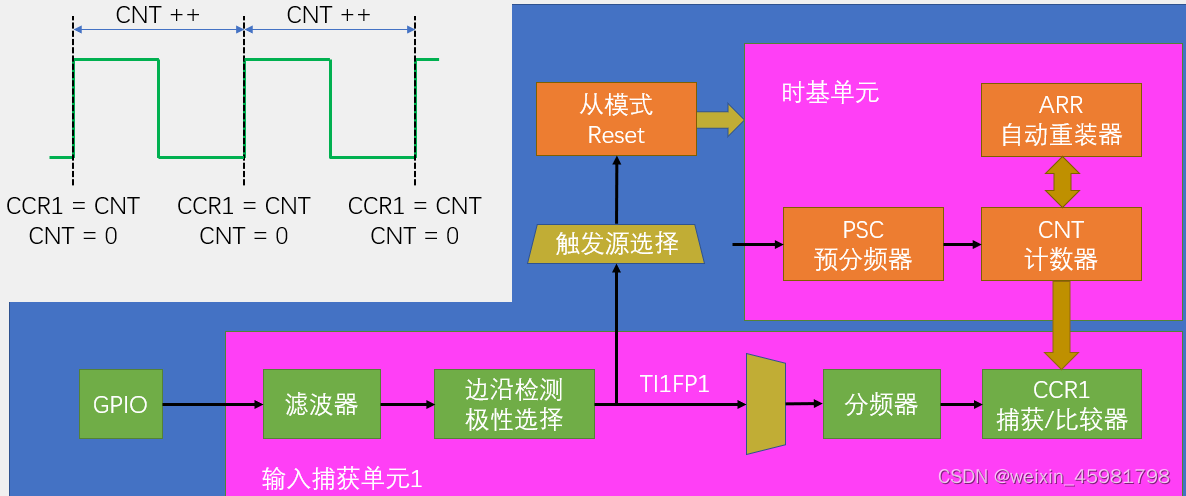 CNT ++
CNT ++
CCR1 = CNT
CNT = 0
CCR1 = CNT
CNT = 0
CCR1 = CNT
CNT = 0
从模式
Reset
时基单元
ARR
自动重装器
触发源选择
PSC
预分频器
CNT
计数器
GPIO
滤波器
边沿检测
极性选择
TI1FP1
分频器
CCR1
捕获/比较器
输入捕获单元1
CSDN @weixin_45981798